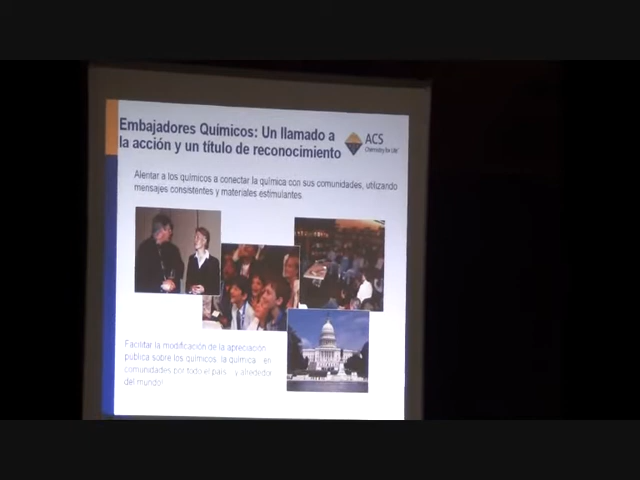 Embajadores Químicos: Un llamado a
la acción y un título de reconocimiento
ACS
Chemistry for Life
Alentar a los químicos a conectar la química con sus comunidades, utilizando
mensajes consistentes y materiales estimulantes
Facilitar la modificación de la apreciación
pública sobre los químicos, la química... en
comunidades por todo el país... y alrededor
del mundo!